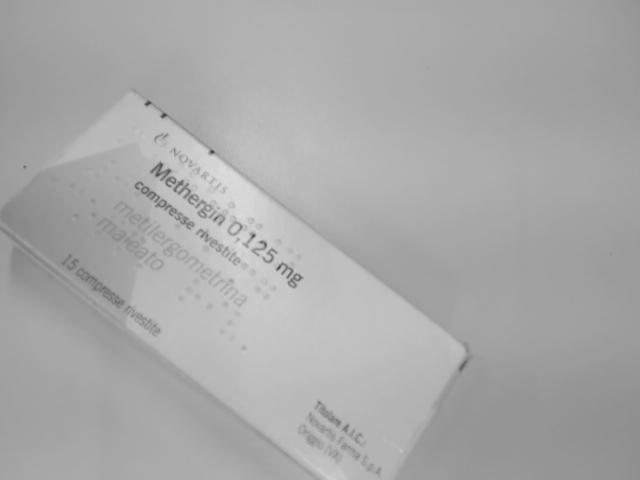 NOVARTIS
Methergin 0,125 mg
compresse rivestite
metilergometrina
maleato
15 compresse rivestite
Titolare A.I.C.:
Novartis Farma S.p.A.
Origgio (VA)